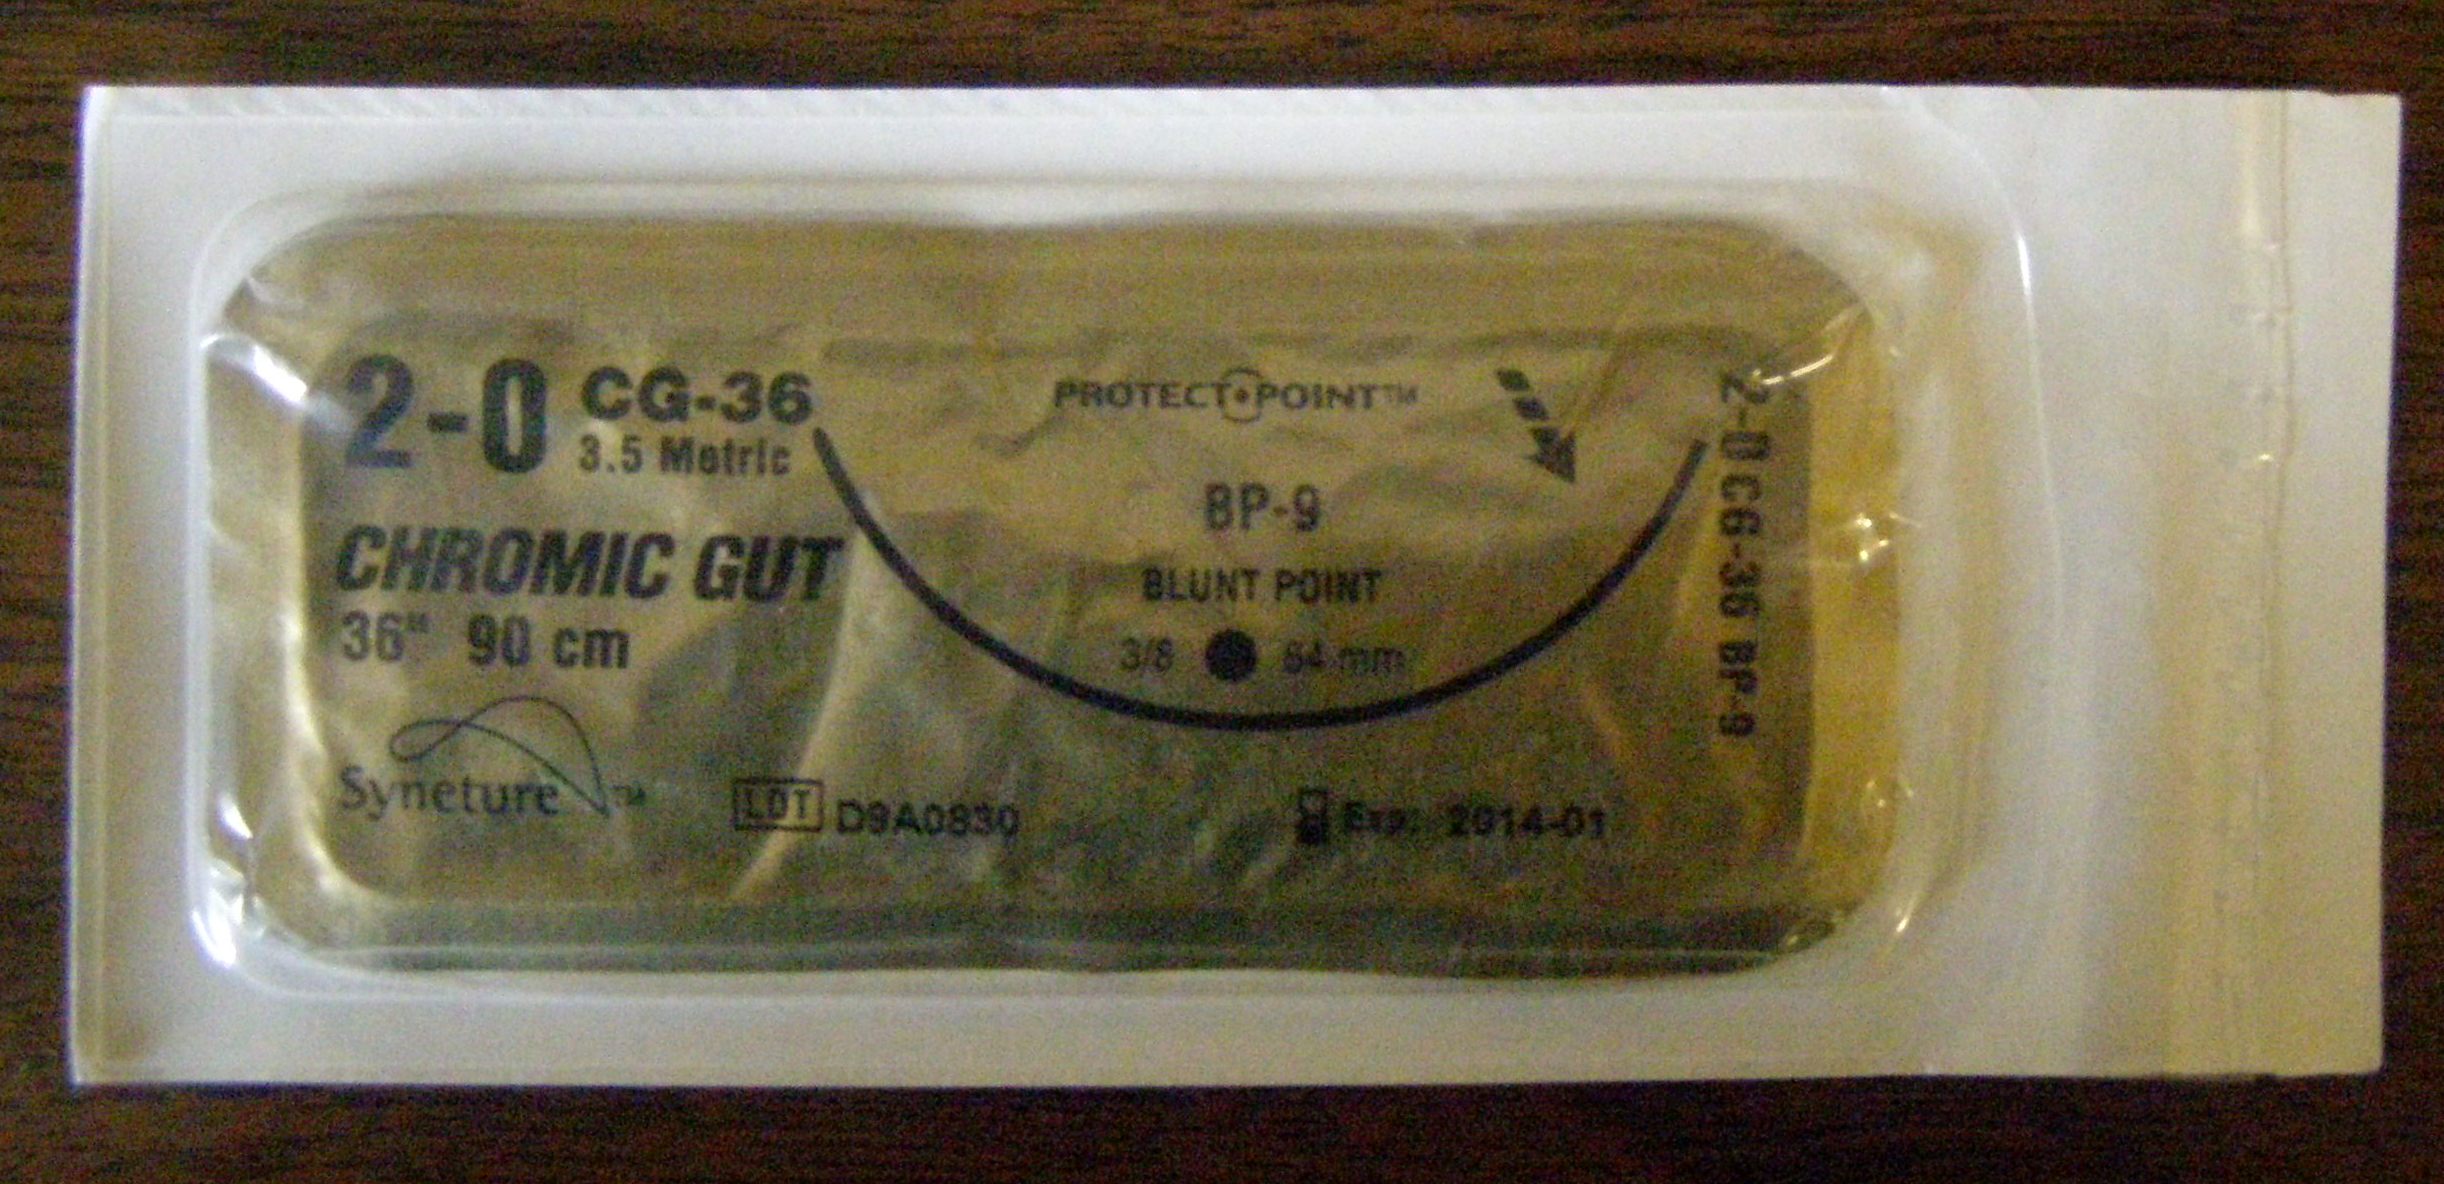 2-0 CG-36
3.5 Metric
CHROMIC GUT
36" 90 cm
Syneture™
LOT D9A0830
PROTECT•POINT™
BP-9
BLUNT POINT
3/8 64 mm
Exp: 2014-01
2-0 CG-36 BP-9